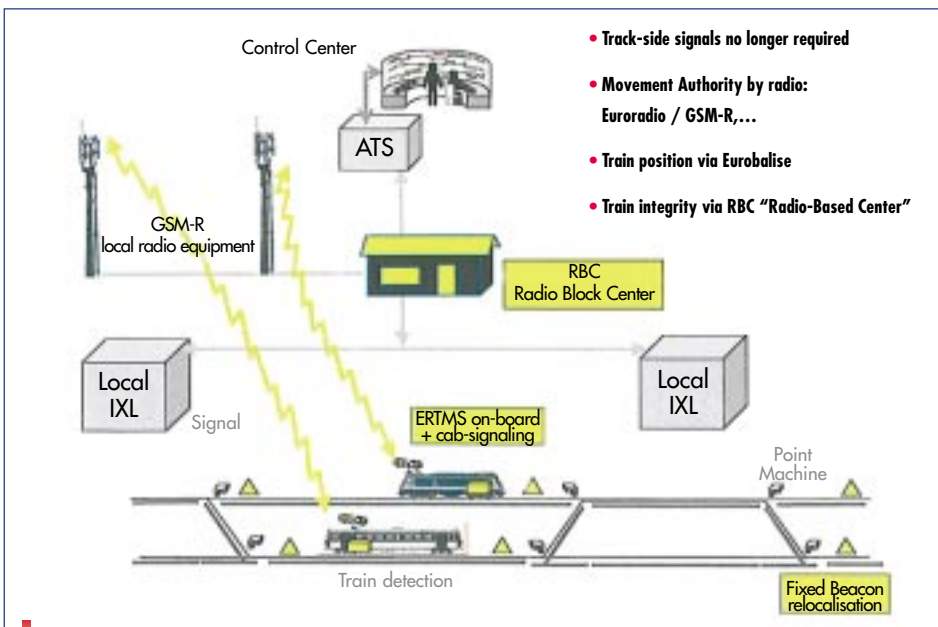 Control Center
• Track-side signals no longer required
• Movement Authority by radio:
Euroradio / GSM-R,...
ATS
• Train position via Eurobalise
• Train integrity via RBC “Radio-Based Center”
GSM-R
local radio equipment
RBC
Radio Block Center
Local
IXL
Local
IXL
Signal
ERTMS on-board
+ cab-signaling
Point
Machine
Train detection
Fixed Beacon
relocalisation